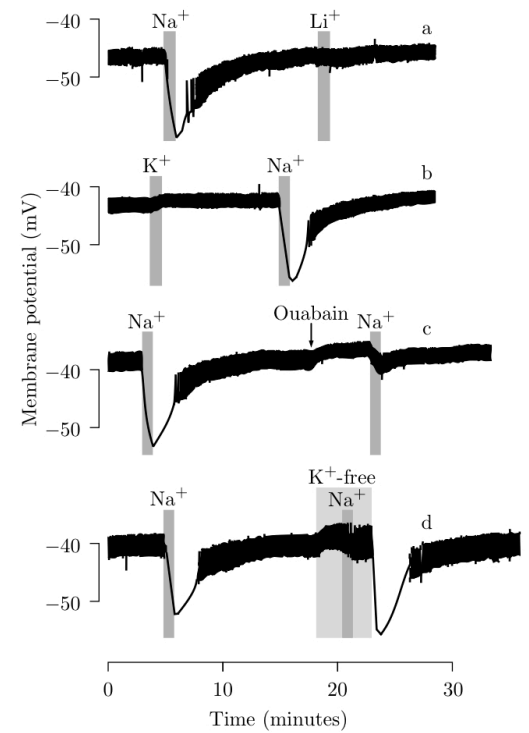 Membrane potential (mV)
Na⁺ Li⁺ a
−40
−50
K⁺ Na⁺ b
−40
−50
Ouabain
Na⁺ Na⁺ c
−40
−50
K⁺-free
Na⁺ Na⁺ d
−40
−50
0 10 20 30
Time (minutes)